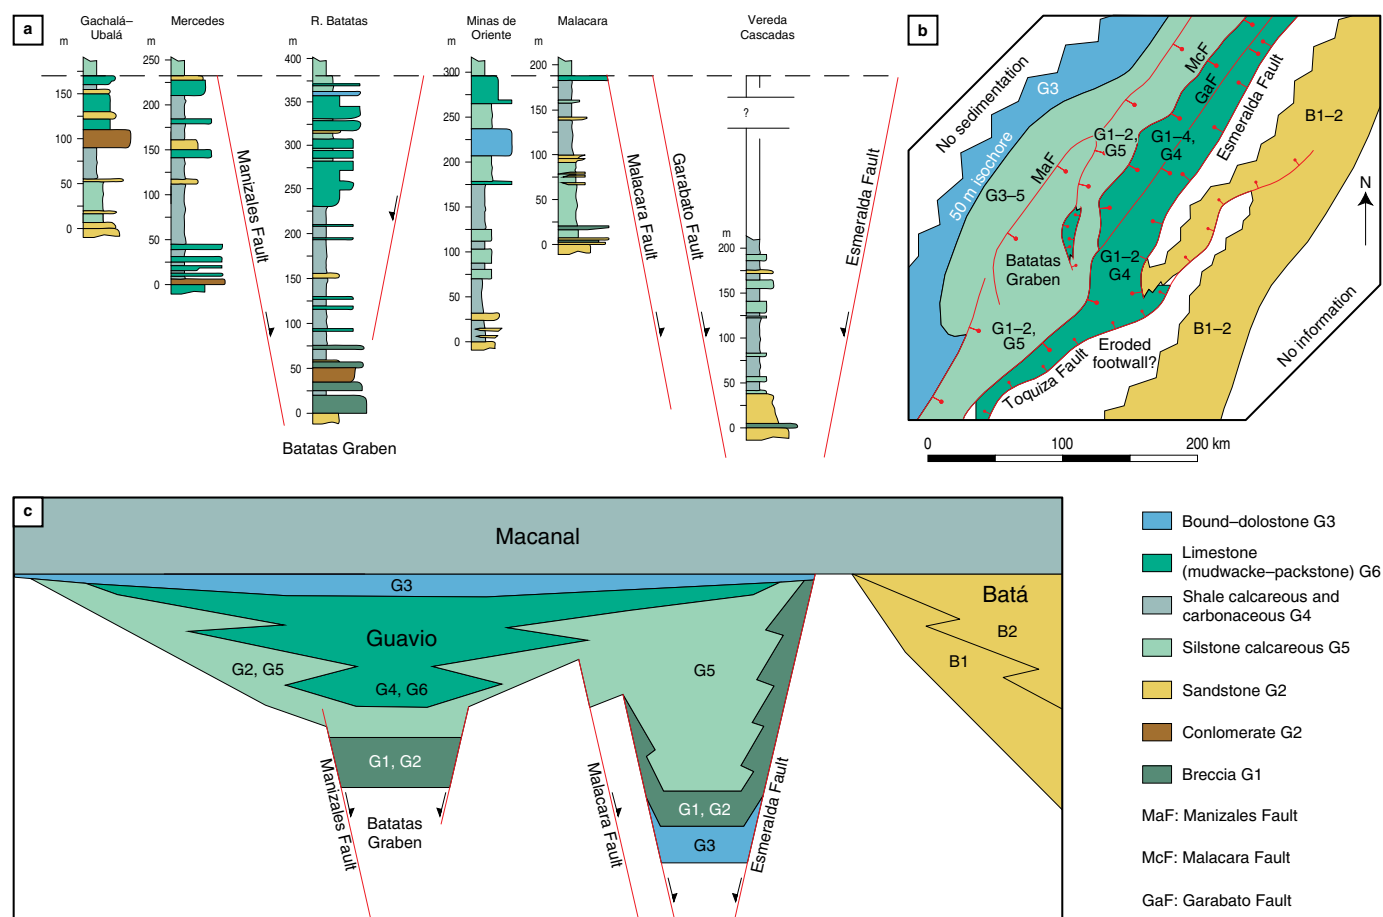 a
Gachalá–
Ubalá
Mercedes
R. Batatas
Minas de
Oriente
Malacara
Vereda
Cascadas
m
100
50
0
m
250
200
150
100
50
0
m
400
350
300
250
200
150
100
50
0
m
300
250
200
150
100
50
0
m
200
150
100
50
0
?
m
200
150
100
50
0
Manizales Fault
Malacara Fault
Garabato Fault
Esmeralda Fault
Batatas Graben
b
No sedimentation
G3
50 m isochore
McF
GaF
Esmeralda Fault
B1–2
G1–2,
G5
G1–4,
G4
MaF
G3–5
N
Batatas
Graben
G1–2
G4
G1–2,
G5
B1–2
Eroded
footwall?
Toquiza Fault
No information
0
100
200 km
c
Macanal
G3
Guavio
G2, G5
G4, G6
G5
Batá
B2
B1
G1, G2
G1, G2
G3
Manizales Fault
Batatas
Graben
Malacara Fault
Esmeralda Fault
Bound–dolostone G3
Limestone
(mudwacke–packstone) G6
Shale calcareous and
carbonaceous G4
Silstone calcareous G5
Sandstone G2
Conlomerate G2
Breccia G1
MaF: Manizales Fault
McF: Malacara Fault
GaF: Garabato Fault